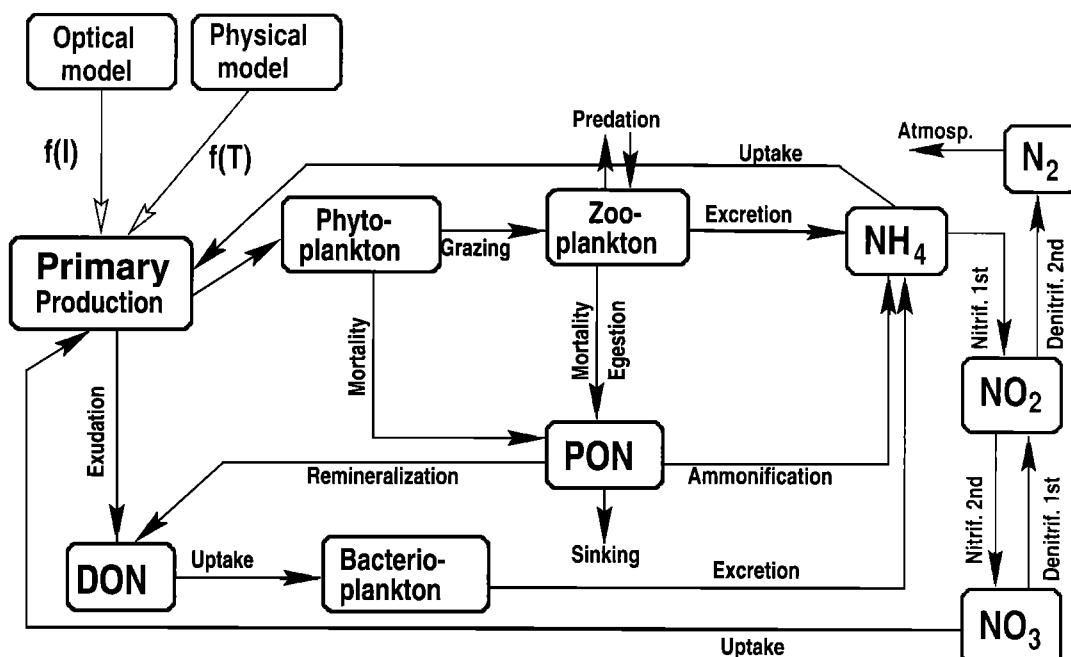 Optical
model
Physical
model
f(I)
f(T)
Predation
Atmosp.
N2
Uptake
Phyto-
plankton
Grazing
Zoo-
plankton
Excretion
NH4
Primary
Production
Nitrif. 1st
Denitrif. 2nd
Mortality
Mortality
Egestion
NO2
Exudation
Remineralization
PON
Ammonification
Nitrif. 2nd
Denitrif. 1st
Sinking
DON
Uptake
Bacterio-
plankton
Excretion
NO3
Uptake